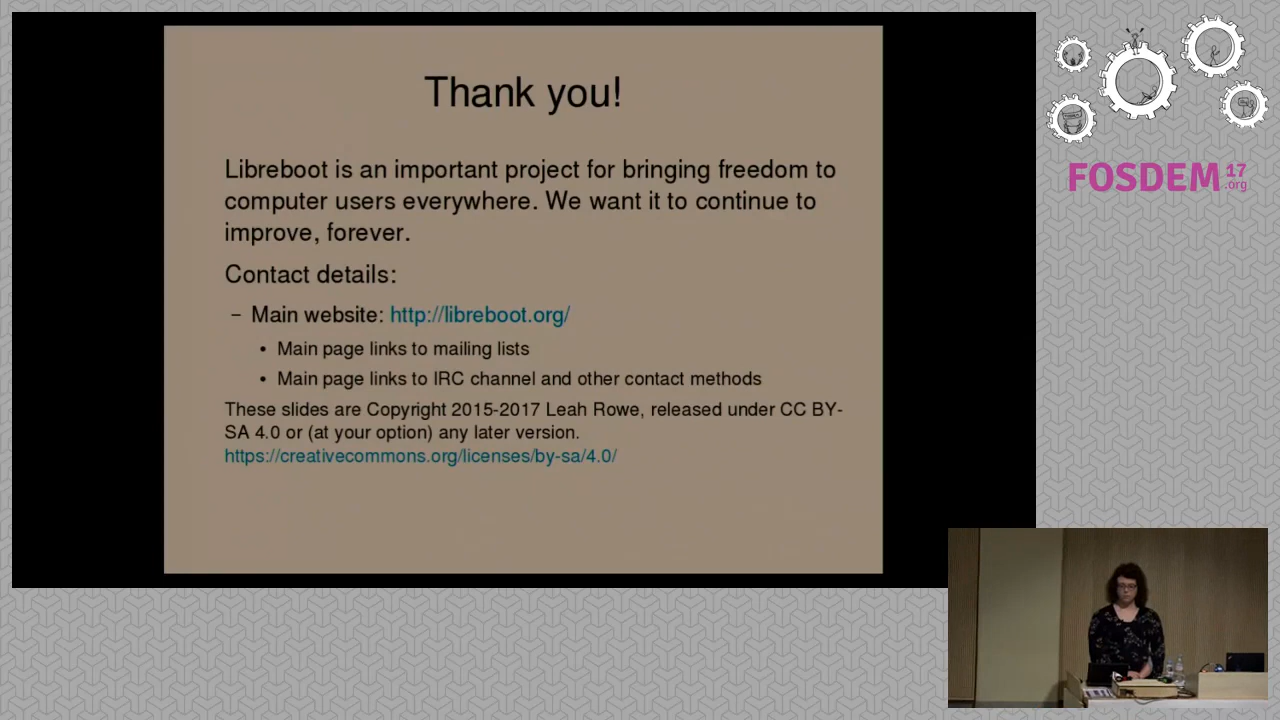 Thank you!
Libreboot is an important project for bringing freedom to
computer users everywhere. We want it to continue to
improve, forever.
Contact details:
– Main website: http://libreboot.org/
• Main page links to mailing lists
• Main page links to IRC channel and other contact methods
These slides are Copyright 2015-2017 Leah Rowe, released under CC BY-
SA 4.0 or (at your option) any later version.
https://creativecommons.org/licenses/by-sa/4.0/
FOSDEM 17
.org